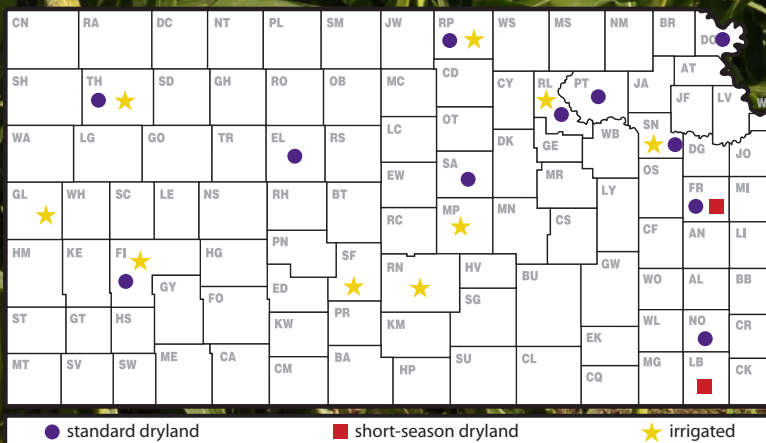 CN RA DC NT PL SM JW RP WS MS NM BR DO
SH TH SD GH RO OB MC CD CY RL PT JA AT
JF LV W
WA LG GO TR EL RS LC OT DK GE WB SN DG JO
GL WH SC LE NS RH BT EW SA MR LY OS FR MI
RC MP MN CS
HM KE FI HG PN SF RN HV BU GW CF AN LI
GY FO ED SG WO AL BB
ST GT HS KW PR KM EK WL NO CR
MT SV SW ME CA CM BA HP SU CL CQ MG LB CK
standard dryland short-season dryland irrigated